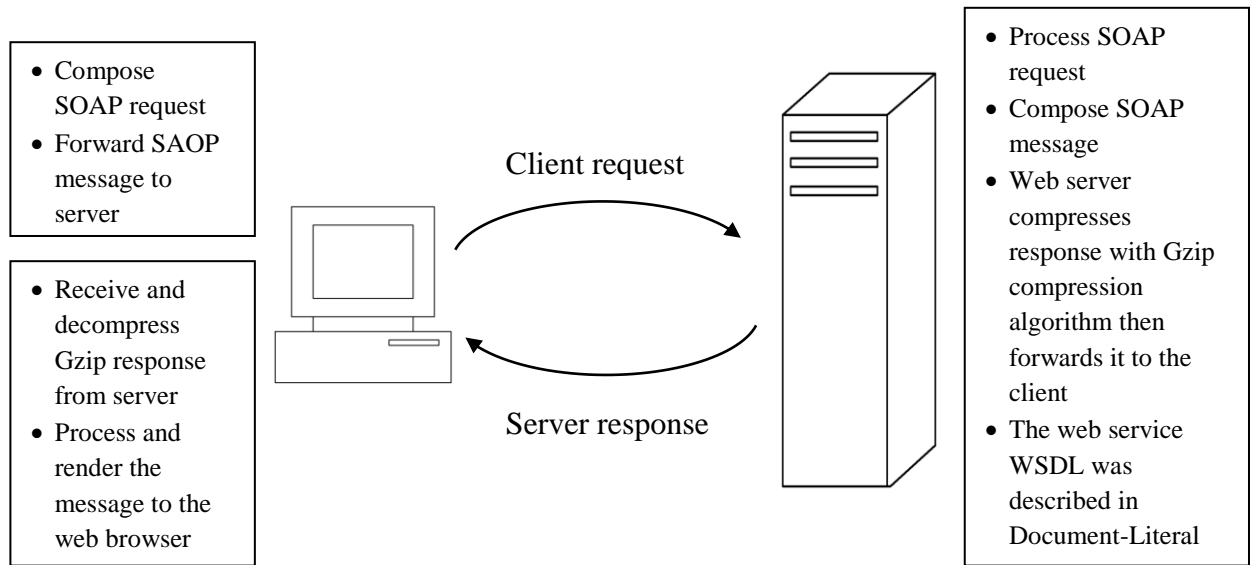 • Compose
SOAP request
• Forward SAOP
message to
server
• Receive and
decompress
Gzip response
from server
• Process and
render the
message to the
web browser
Client request
Server response
• Process SOAP
request
• Compose SOAP
message
• Web server
compresses
response with Gzip
compression
algorithm then
forwards it to the
client
• The web service
WSDL was
described in
Document-Literal